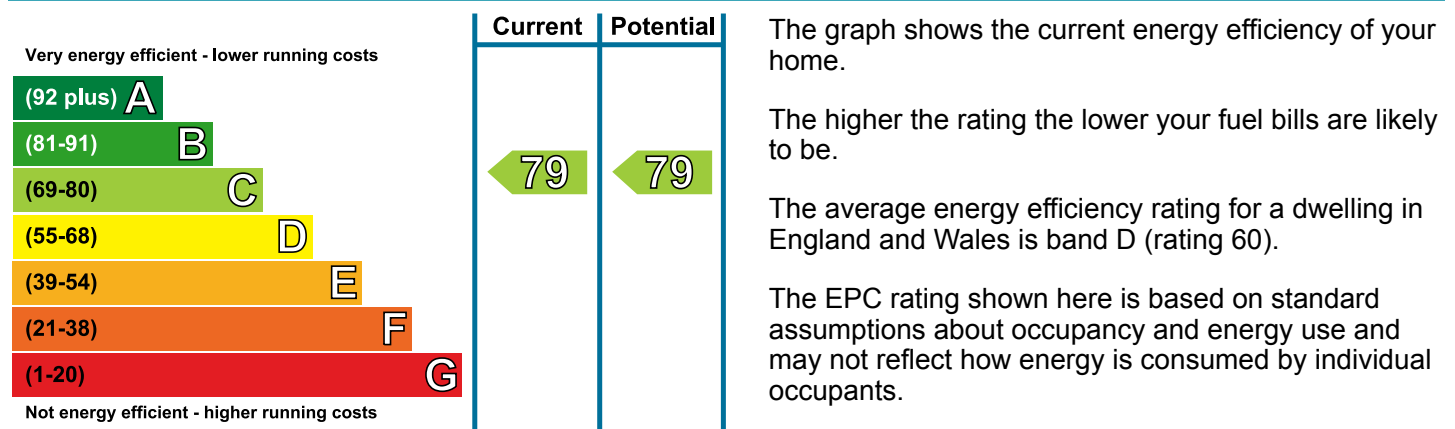 Current Potential
Very energy efficient - lower running costs
(92 plus) A
(81-91) B
(69-80) C
(55-68) D
(39-54) E
(21-38) F
(1-20) G
Not energy efficient - higher running costs
79 79
The graph shows the current energy efficiency of your
home.
The higher the rating the lower your fuel bills are likely
to be.
The average energy efficiency rating for a dwelling in
England and Wales is band D (rating 60).
The EPC rating shown here is based on standard
assumptions about occupancy and energy use and
may not reflect how energy is consumed by individual
occupants.